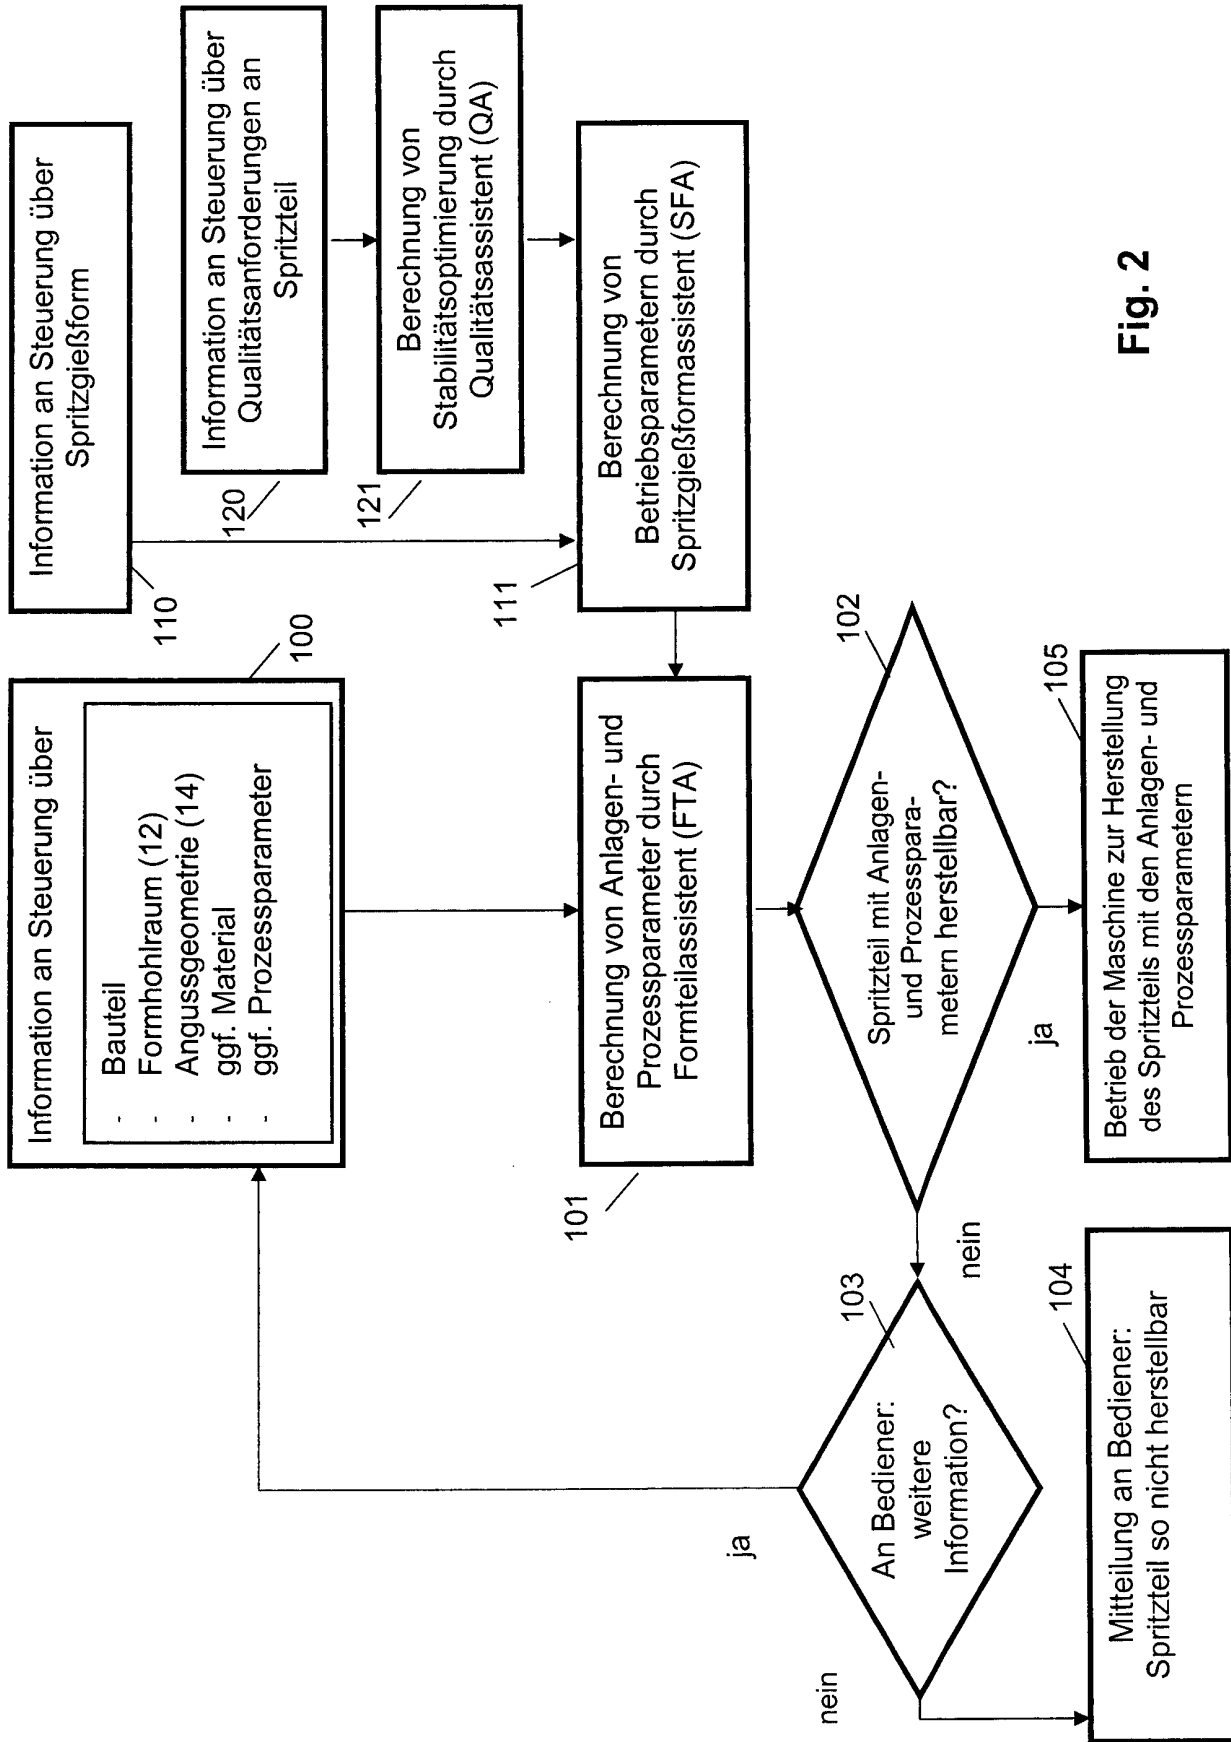 Information an Steuerung über
- Bauteil
- Formhohlraum (12)
- Angussgeometrie (14)
- ggf. Material
- ggf. Prozessparameter
100
Information an Steuerung über
Spritzgießform
110
Information an Steuerung über
Qualitätsanforderungen an
Spritzteil
120
Berechnung von
Stabilitätsoptimierung durch
Qualitätsassistent (QA)
121
Berechnung von
Betriebsparametern durch
Spritzgießformassistent (SFA)
111
Berechnung von Anlagen- und
Prozessparameter durch
Formteilassistent (FTA)
101
Spritzteil mit Anlagen-
und Prozesspara-
metern herstellbar?
102
ja
nein
An Bediener:
weitere
Information?
103
ja
nein
Mitteilung an Bediener:
Spritzteil so nicht herstellbar
104
Betrieb der Maschine zur Herstellung
des Spritzteils mit den Anlagen- und
Prozessparametern
105
Fig. 2